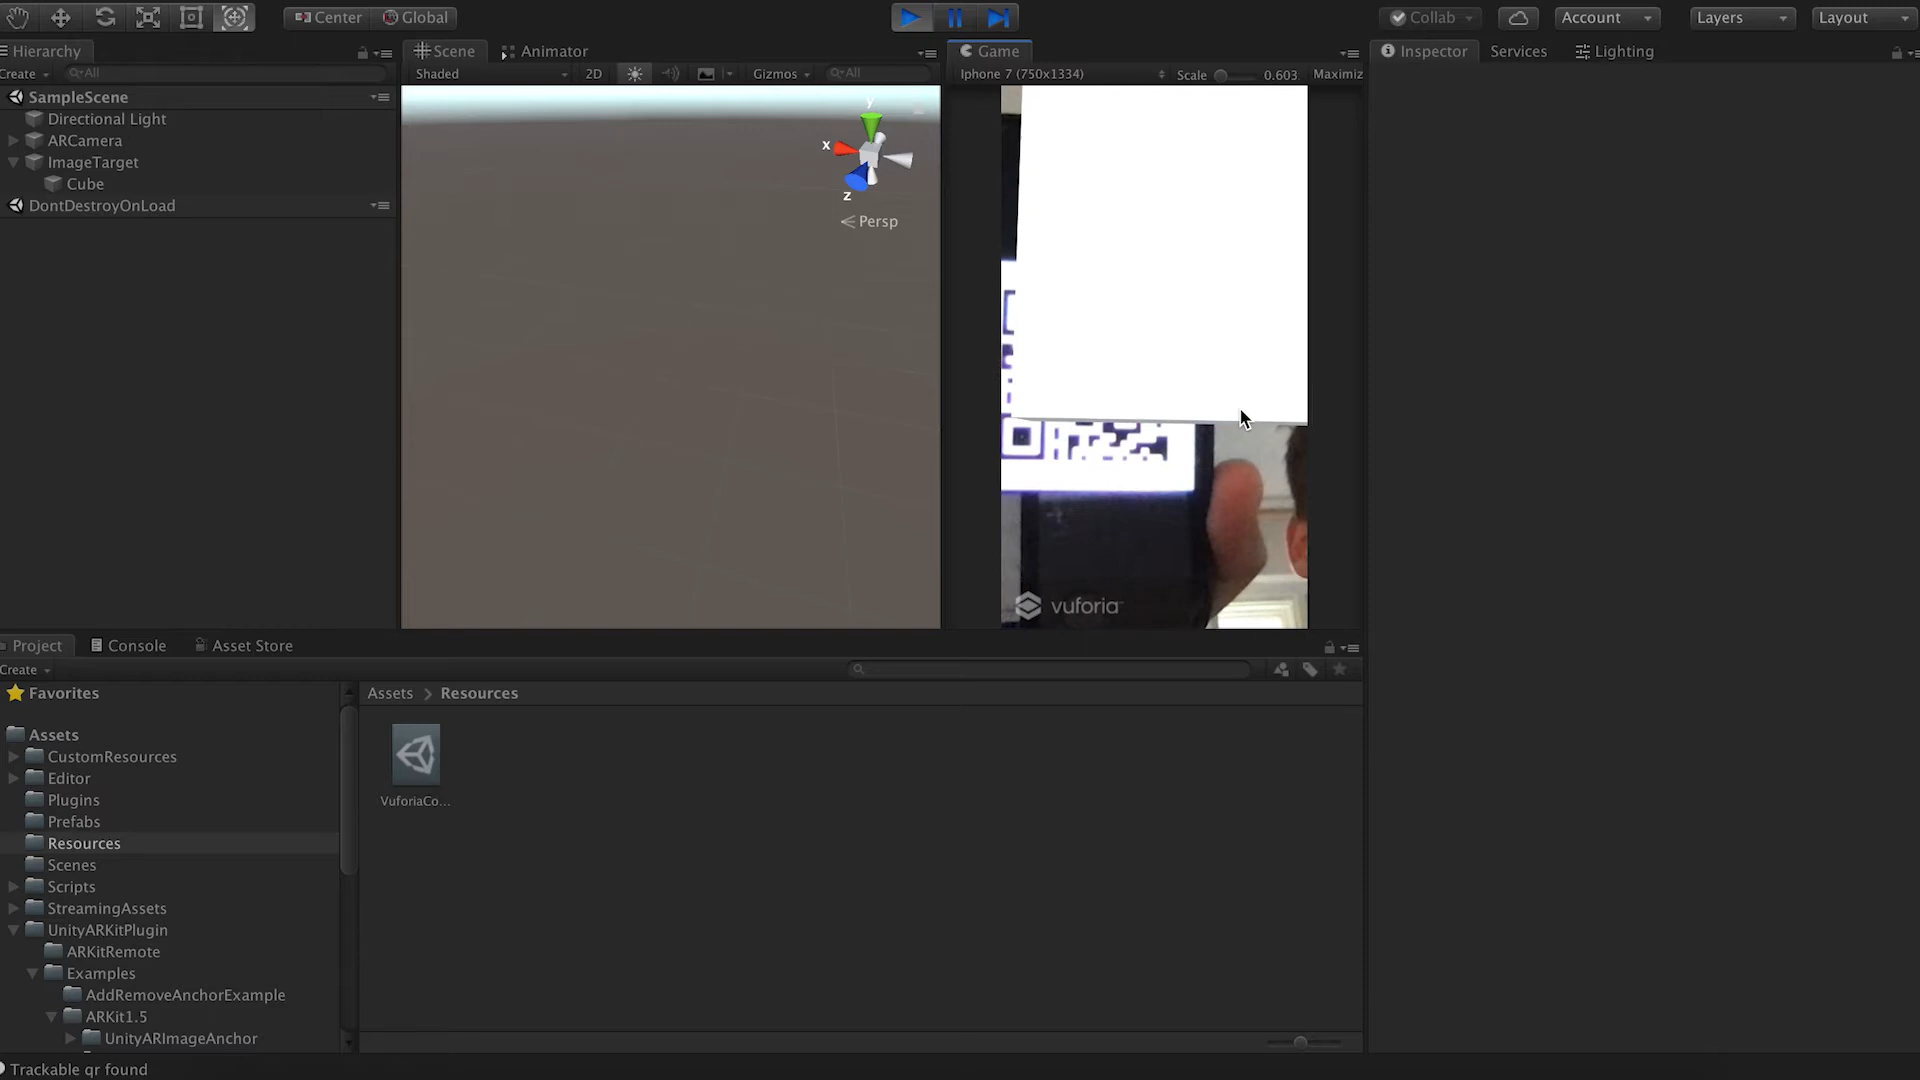 Center Global Collab Account Layers Layout
Hierarchy
Create All
SampleScene
Directional Light
ARCamera
ImageTarget
Cube
DontDestroyOnLoad
Scene Animator
Shaded 2D Gizmos All
y
x
z
Persp
Game
Iphone 7 (750x1334) Scale 0.603 Maximiz
vuforia
Inspector Services Lighting
Project Console Asset Store
Create
Favorites
Assets
CustomResources
Editor
Plugins
Prefabs
Resources
Scenes
Scripts
StreamingAssets
UnityARKitPlugin
ARKitRemote
Examples
AddRemoveAnchorExample
ARKit1.5
UnityARImageAnchor
Assets Resources
VuforiaCo...
Trackable qr found